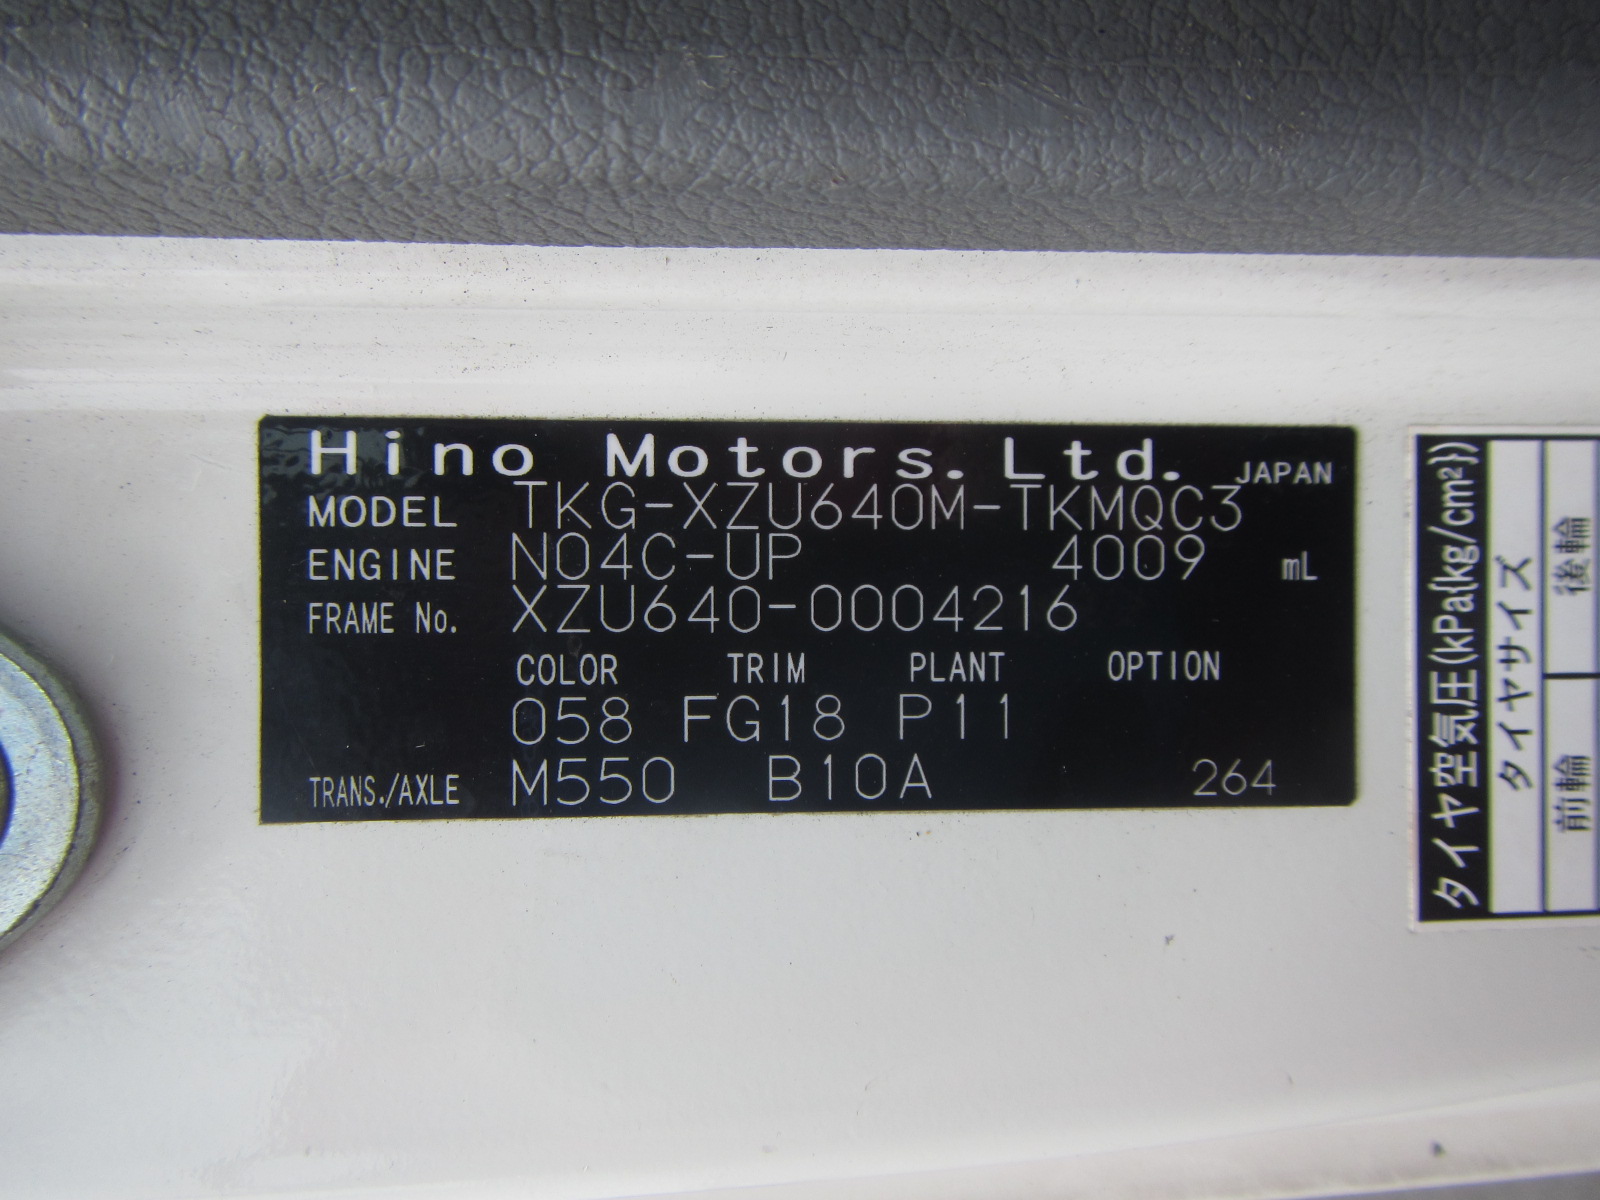 Hino Motors. Ltd. JAPAN
MODEL TKG-XZU640M-TKMQC3
ENGINE N04C-UP 4009 mL
FRAME No. XZU640-0004216
COLOR TRIM PLANT OPTION
058 FG18 P11
TRANS./AXLE M550 B10A 264
タイヤ空気圧(kPa{kg/cm²})
タイヤサイズ
前輪 後輪